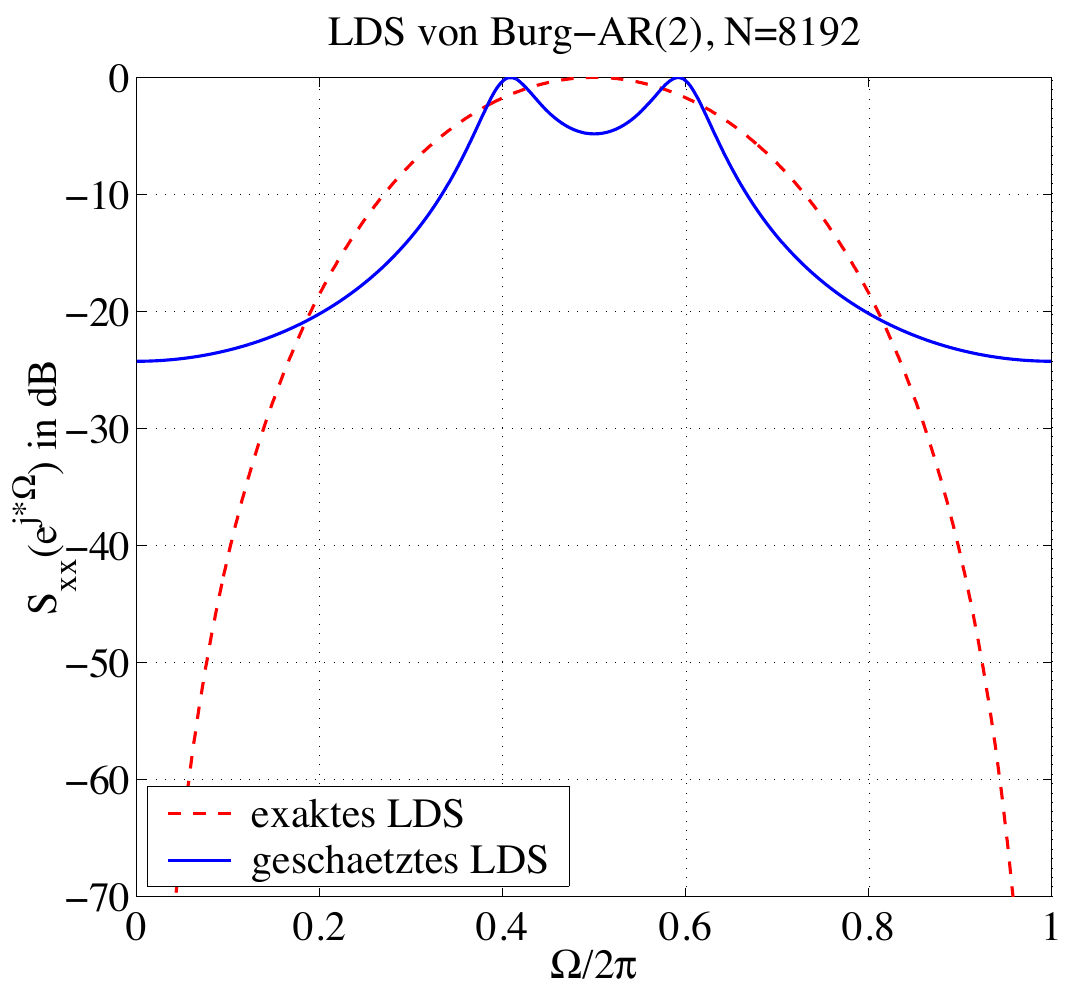 LDS von Burg−AR(2), N=8192
0
−10
−20
−30
−40
−50
−60
−70
S_xx(e^j*Ω) in dB
exaktes LDS
geschaetztes LDS
0 0.2 0.4 0.6 0.8 1
Ω/2π